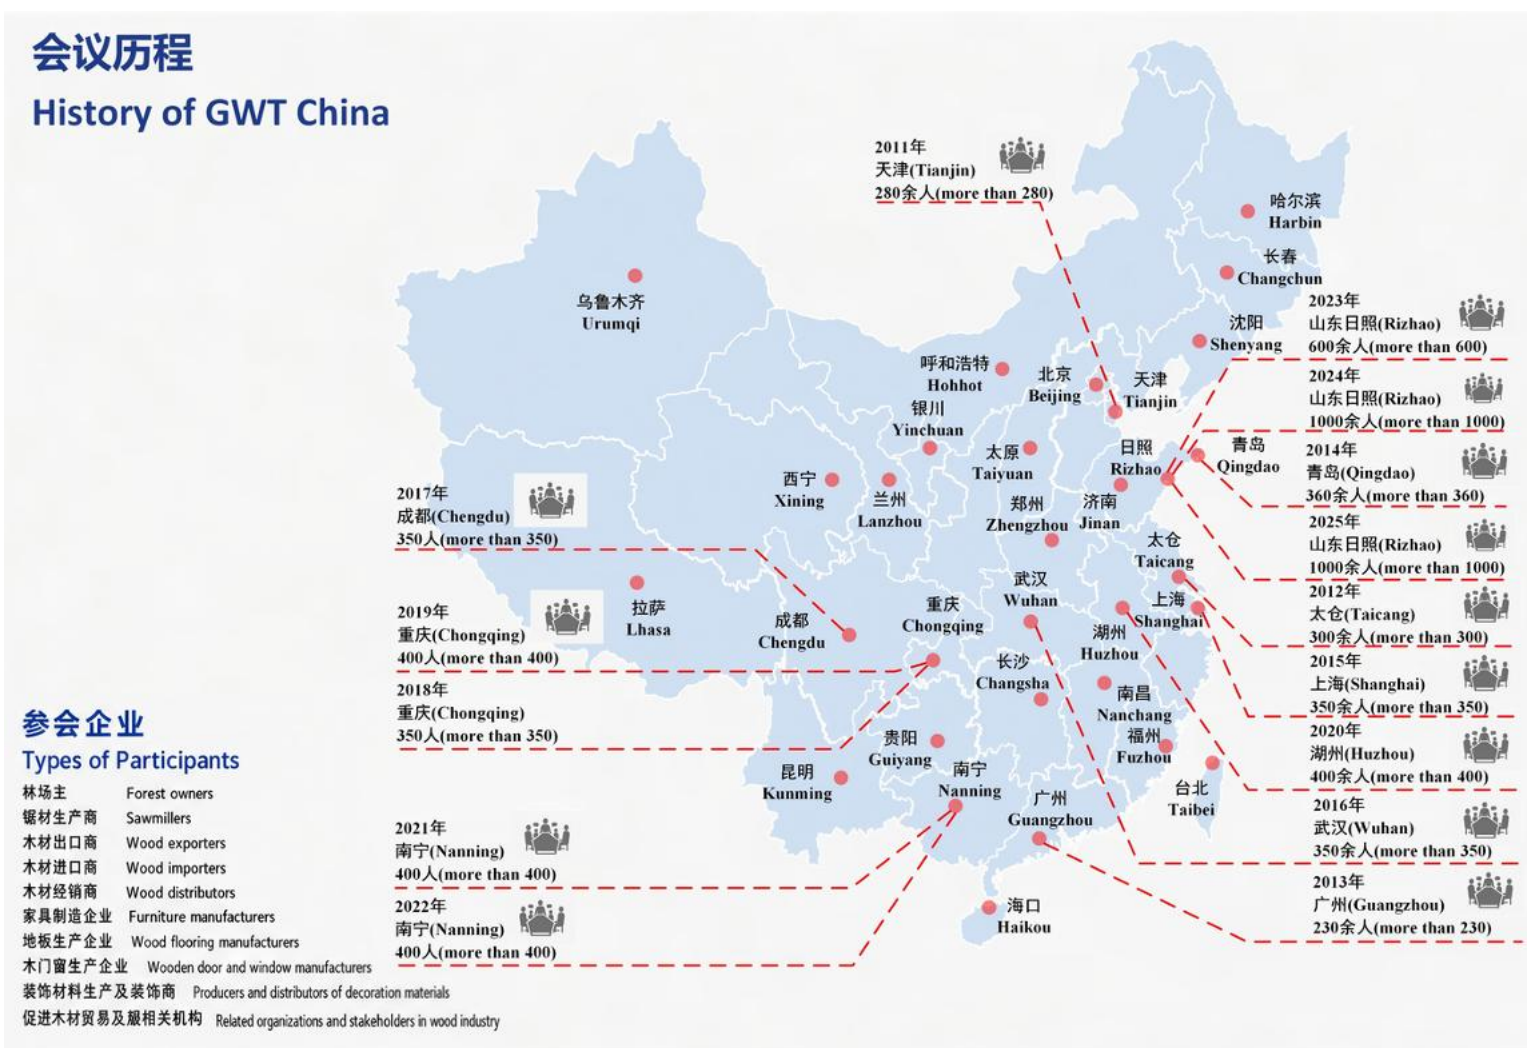 会议历程
History of GWT China
2011年
天津(Tianjin)
280余人(more than 280)
哈尔滨
Harbin
长春
Changchun
沈阳
Shenyang
乌鲁木齐
Urumqi
呼和浩特
Hohhot
北京
Beijing
天津
Tianjin
银川
Yinchuan
太原
Taiyuan
日照
Rizhao
青岛
Qingdao
西宁
Xining
兰州
Lanzhou
郑州
Zhengzhou
济南
Jinan
太仓
Taicang
武汉
Wuhan
上海
Shanghai
拉萨
Lhasa
成都
Chengdu
重庆
Chongqing
湖州
Huzhou
长沙
Changsha
南昌
Nanchang
贵阳
Guiyang
福州
Fuzhou
昆明
Kunming
南宁
Nanning
广州
Guangzhou
台北
Taibei
海口
Haikou
2023年
山东日照(Rizhao)
600余人(more than 600)
2024年
山东日照(Rizhao)
1000余人(more than 1000)
2014年
青岛(Qingdao)
360余人(more than 360)
2025年
山东日照(Rizhao)
1000余人(more than 1000)
2012年
太仓(Taicang)
300余人(more than 300)
2015年
上海(Shanghai)
350余人(more than 350)
2020年
湖州(Huzhou)
400余人(more than 400)
2016年
武汉(Wuhan)
350余人(more than 350)
2013年
广州(Guangzhou)
230余人(more than 230)
2017年
成都(Chengdu)
350人(more than 350)
2019年
重庆(Chongqing)
400人(more than 400)
2018年
重庆(Chongqing)
350人(more than 350)
2021年
南宁(Nanning)
400人(more than 400)
2022年
南宁(Nanning)
400人(more than 400)
参会企业
Types of Participants
林场主 Forest owners
锯材生产商 Sawmillers
木材出口商 Wood exporters
木材进口商 Wood importers
木材经销商 Wood distributors
家具制造企业 Furniture manufacturers
地板生产企业 Wood flooring manufacturers
木门窗生产企业 Wooden door and window manufacturers
装饰材料生产及装饰商 Producers and distributors of decoration materials
促进木材贸易及服相关机构 Related organizations and stakeholders in wood industry